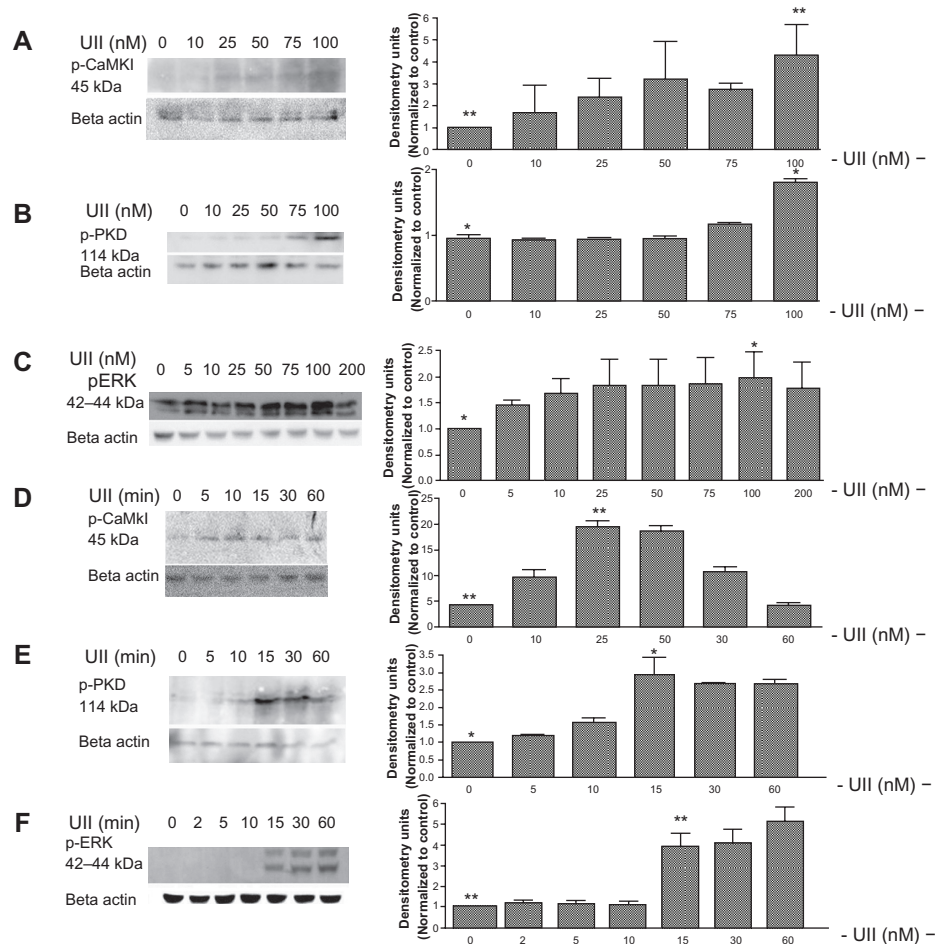 A
UII (nM) 0 10 25 50 75 100
p-CaMKI
45 kDa
Beta actin
Densitometry units
(Normalized to control)
6
5
4
3
2
1
0
**
**
0 10 25 50 75 100
- UII (nM) –
B
UII (nM) 0 10 25 50 75 100
p-PKD
114 kDa
Beta actin
Densitometry units
(Normalized to control)
2
1
0
*
*
0 10 25 50 75 100
- UII (nM) –
C
UII (nM) 0 5 10 25 50 75 100 200
pERK
42–44 kDa
Beta actin
Densitometry units
(Normalized to control)
2.5
2.0
1.5
1.0
0.5
0.0
*
*
0 5 10 25 50 75 100 200
- UII (nM) –
D
UII (min) 0 5 10 15 30 60
p-CaMkI
45 kDa
Beta actin
Densitometry units
(Normalized to control)
25
20
15
10
5
0
**
**
0 10 25 50 30 60
- UII (nM) –
E
UII (min) 0 5 10 15 30 60
p-PKD
114 kDa
Beta actin
Densitometry units
(Normalized to control)
3.5
3.0
2.5
2.0
1.5
1.0
0.5
0.0
*
*
0 5 10 15 30 60
- UII (nM) –
F
UII (min) 0 2 5 10 15 30 60
p-ERK
42–44 kDa
Beta actin
Densitometry units
(Normalized to control)
6
5
4
3
2
1
0
**
**
0 2 5 10 15 30 60
- UII (nM) –